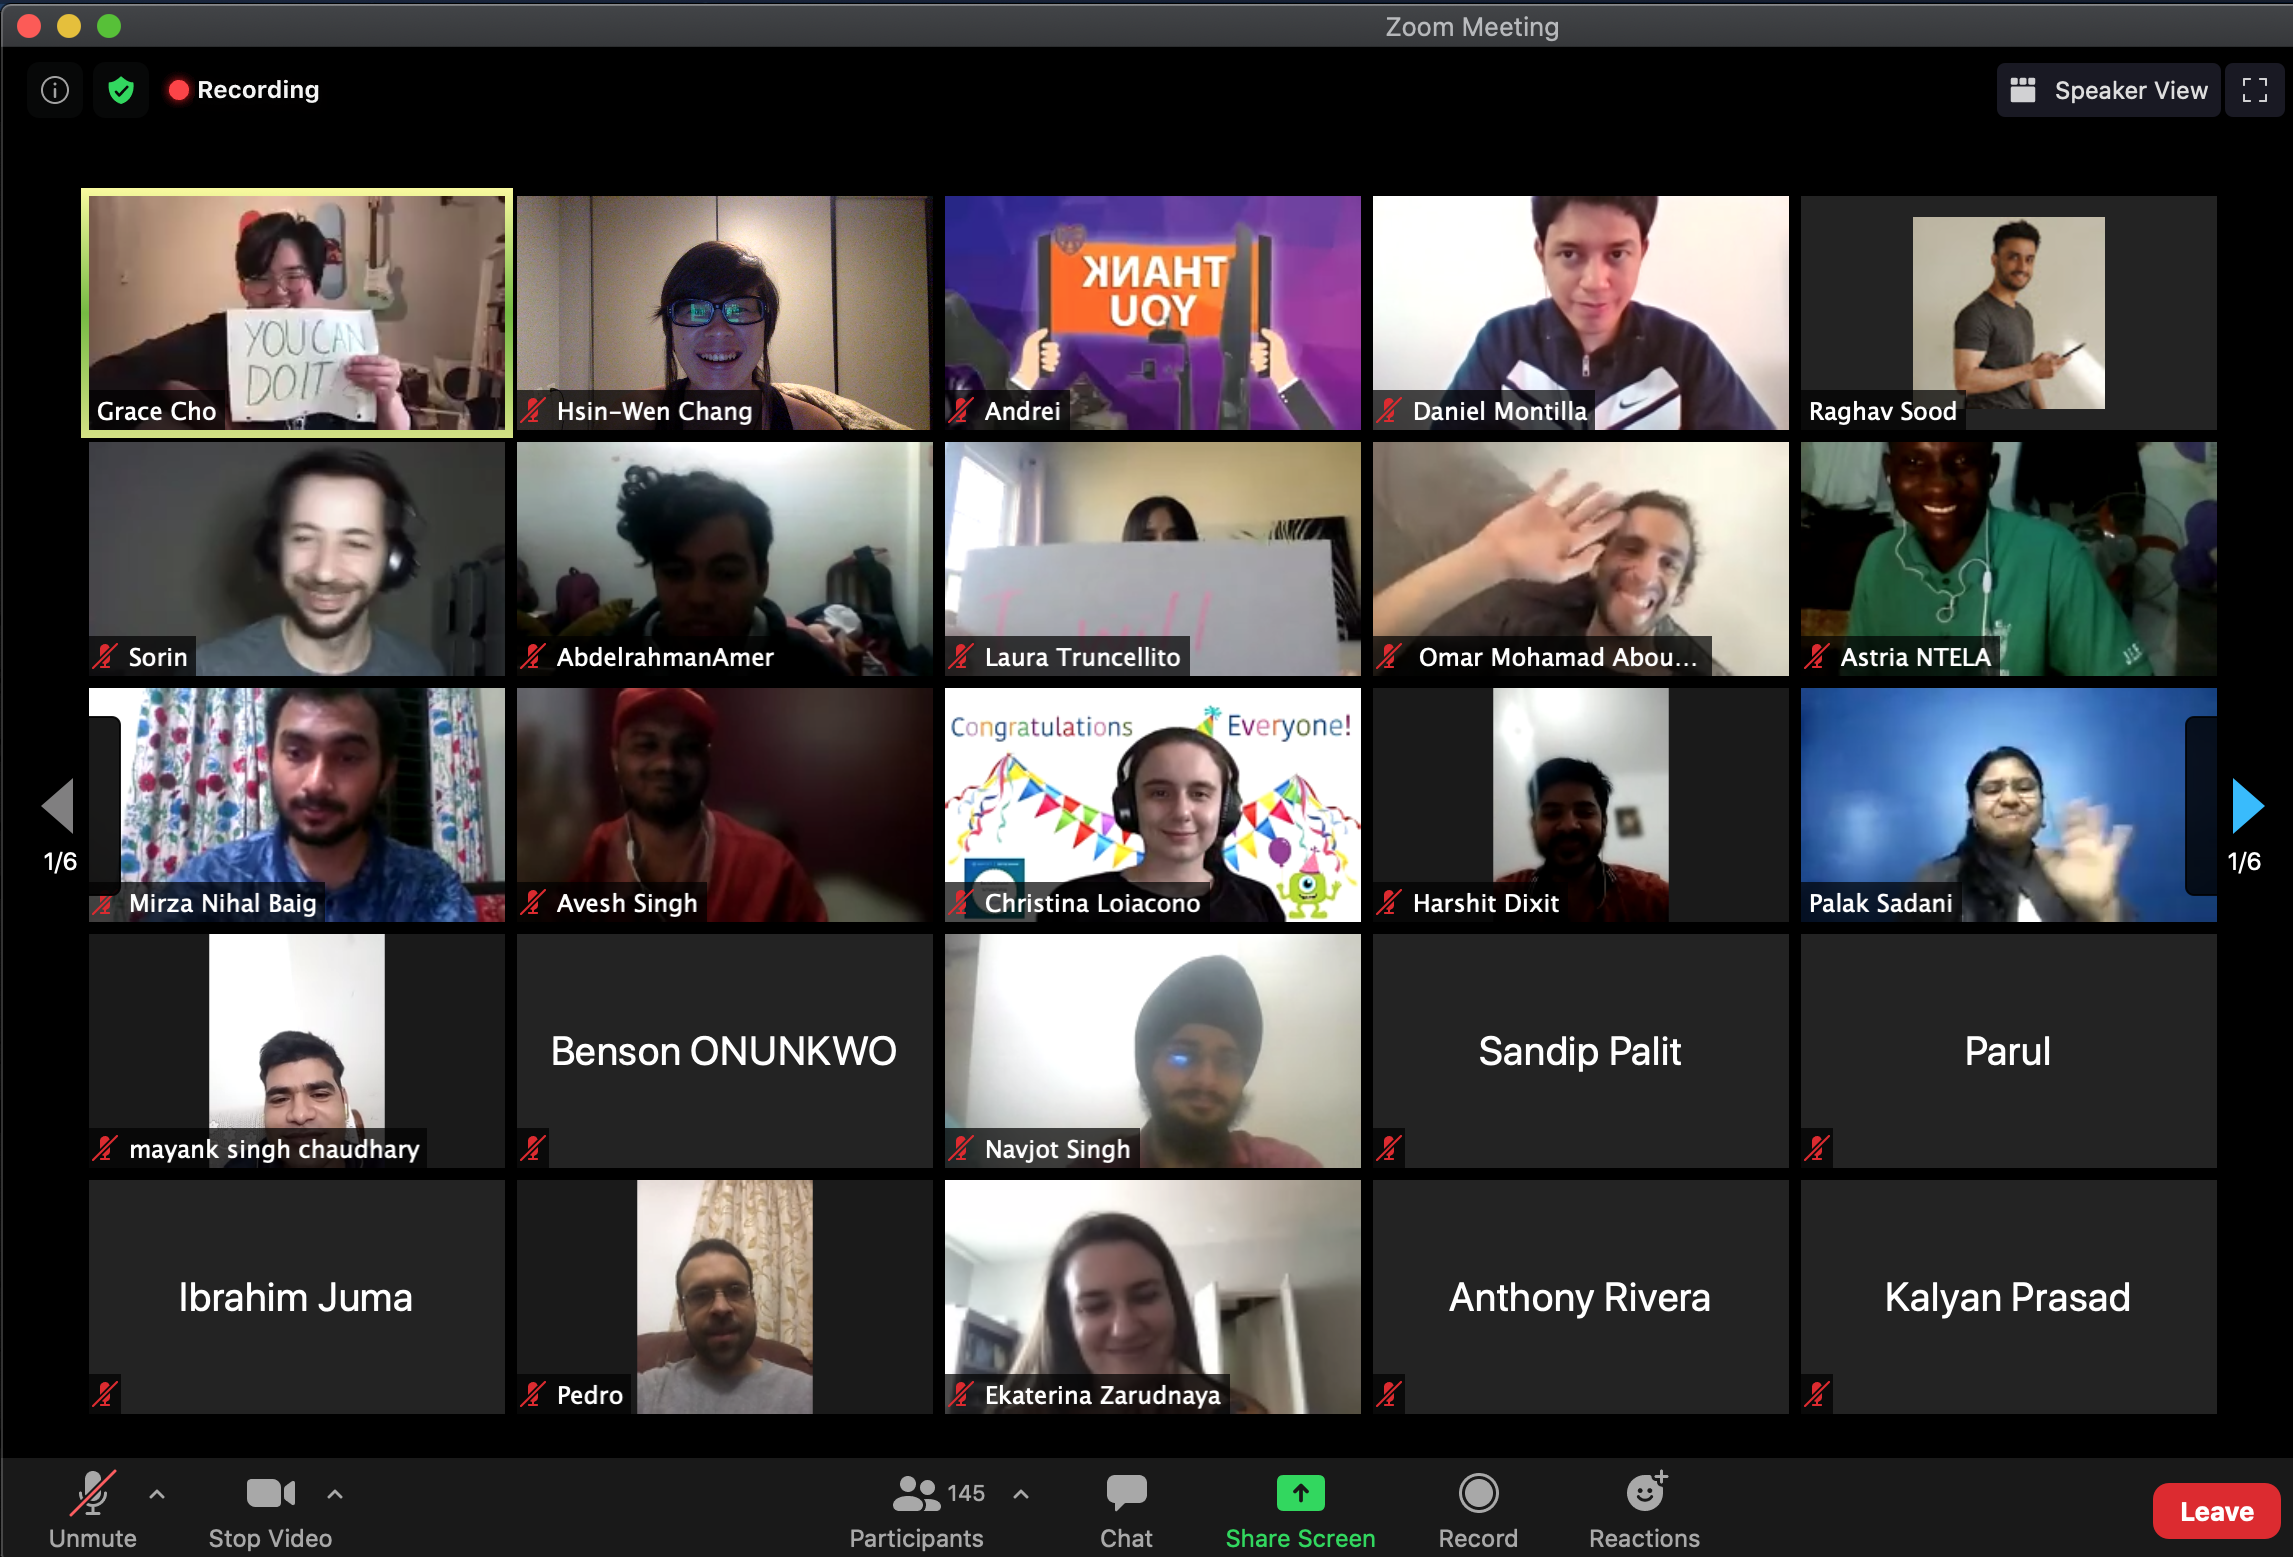 Zoom Meeting
Recording
Speaker View
YOU CAN
DO IT
Grace Cho
Hsin-Wen Chang
THANK
YOU
Andrei
Daniel Montilla
Raghav Sood
Sorin
AbdelrahmanAmer
I will
Laura Truncellito
Omar Mohamad Abou...
Astria NTELA
Mirza Nihal Baig
Avesh Singh
Congratulations Everyone!
Christina Loiacono
Harshit Dixit
Palak Sadani
1/6
1/6
mayank singh chaudhary
Benson ONUNKWO
Navjot Singh
Sandip Palit
Parul
Ibrahim Juma
Pedro
Ekaterina Zarudnaya
Anthony Rivera
Kalyan Prasad
145
Unmute
Stop Video
Participants
Chat
Share Screen
Record
Reactions
Leave